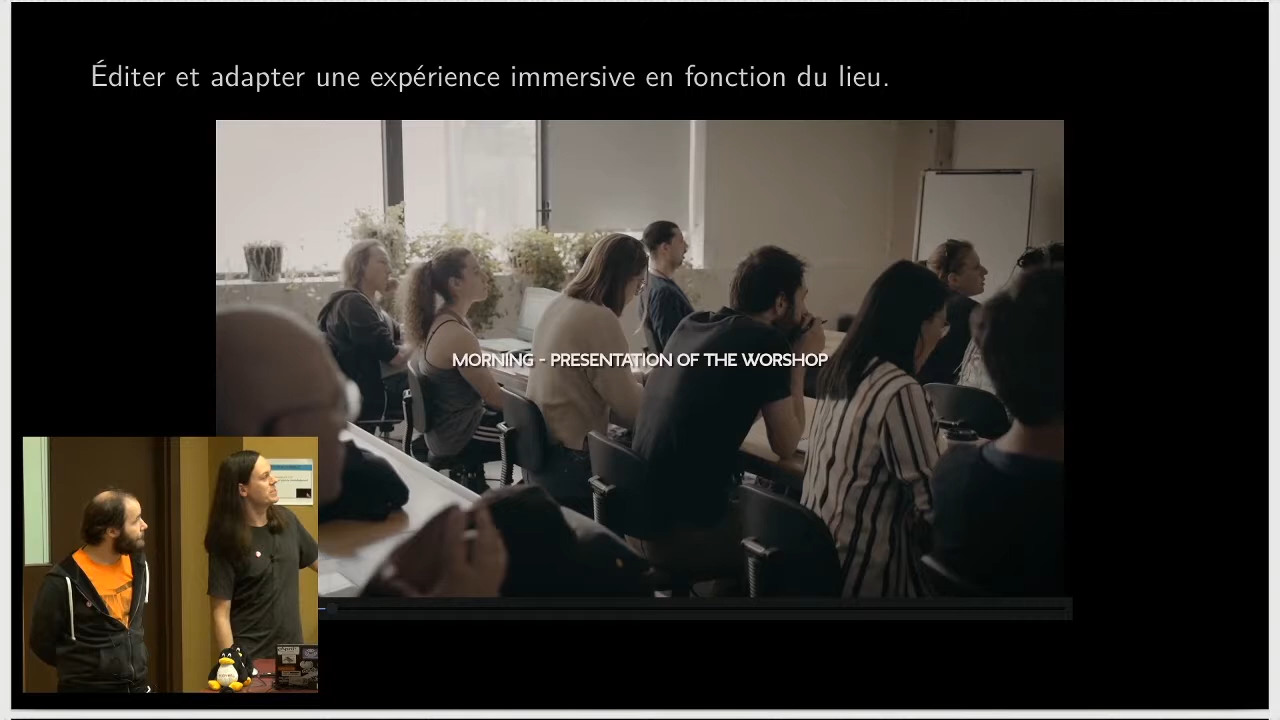 Éditer et adapter une expérience immersive en fonction du lieu.
MORNING - PRESENTATION OF THE WORSHOP